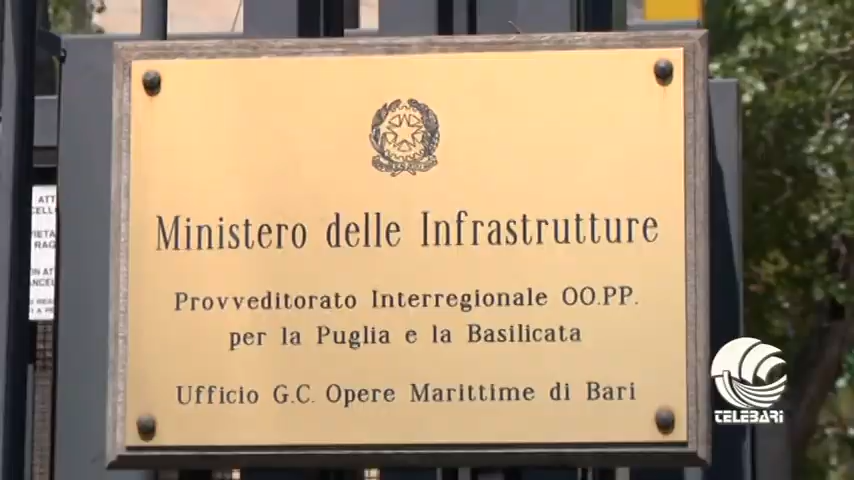 Ministero delle Infrastrutture
Provveditorato Interregionale OO.PP.
per la Puglia e la Basilicata
Ufficio G.C. Opere Marittime di Bari
TELEBARI